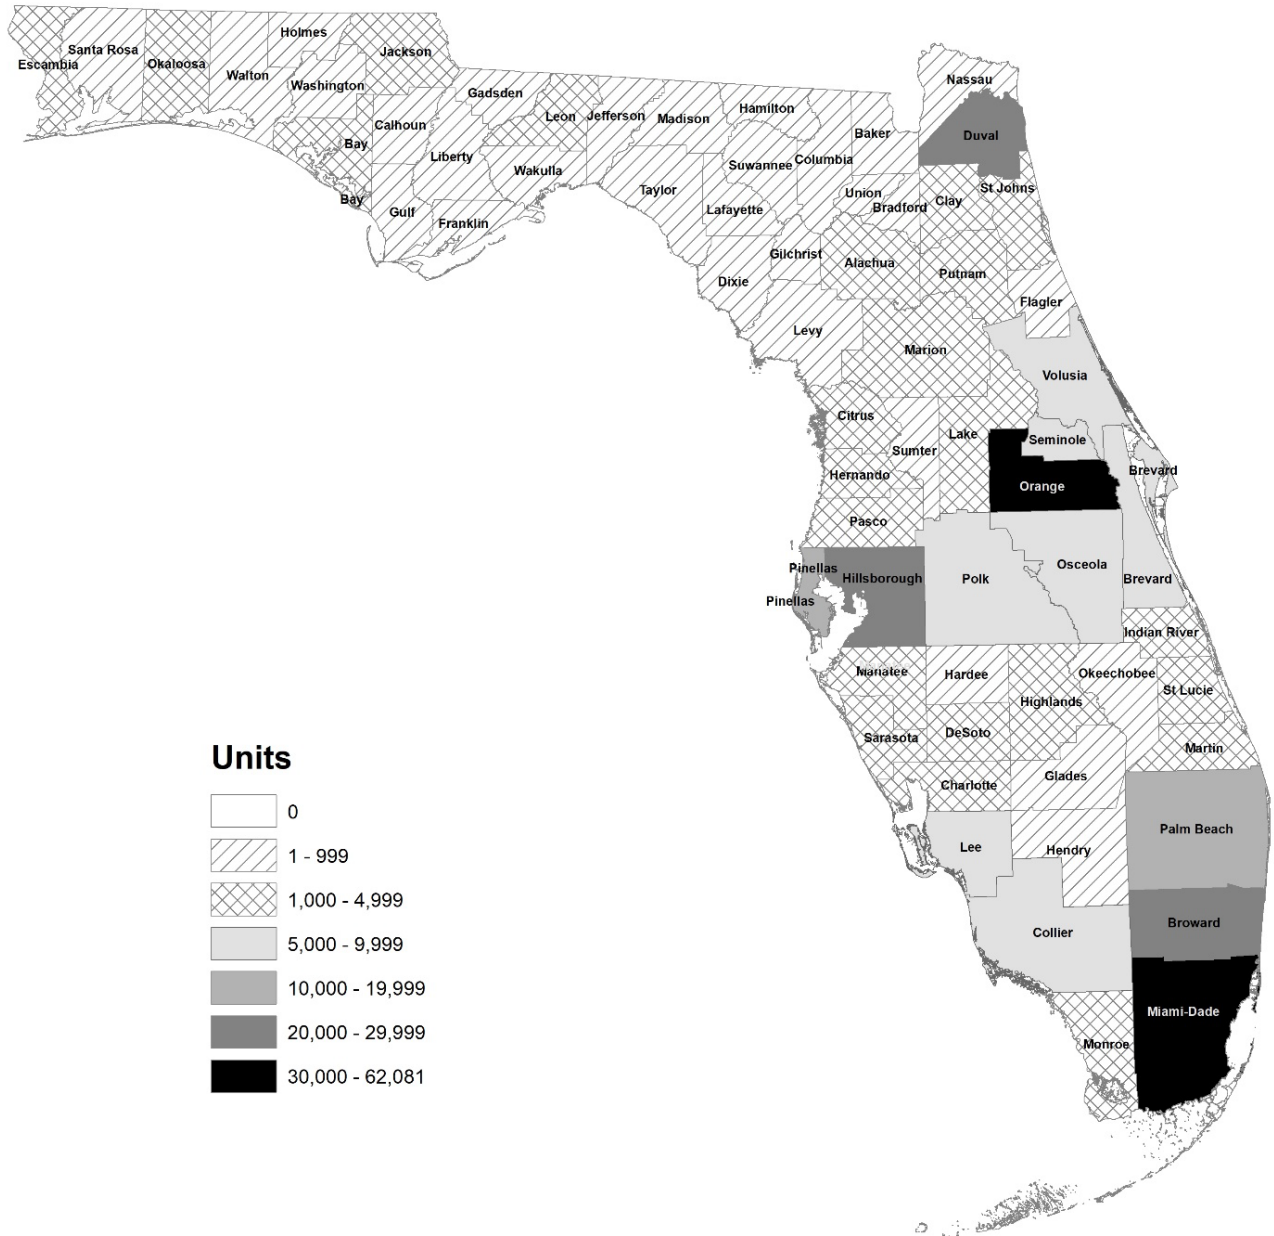 Holmes
Santa Rosa
Jackson
Escambia
Okaloosa
Walton
Washington
Nassau
Gadsden
Hamilton
Leon
Jefferson
Madison
Calhoun
Baker
Duval
Bay
Liberty
Columbia
Suwannee
Wakulla
Taylor
Union
St Johns
Bay
Clay
Bradford
Lafayette
Gulf
Franklin
Gilchrist
Alachua
Putnam
Dixie
Flagler
Levy
Marion
Volusia
Citrus
Lake
Seminole
Sumter
Brevard
Hernando
Orange
Pasco
Pinellas
Hillsborough
Polk
Osceola
Brevard
Pinellas
Indian River
Manatee
Hardee
Okeechobee
St Lucie
Highlands
Sarasota
DeSoto
Martin
Units
Glades
Charlotte
0
Palm Beach
Lee
Hendry
1 - 999
1,000 - 4,999
Broward
Collier
5,000 - 9,999
10,000 - 19,999
Miami-Dade
20,000 - 29,999
Monroe
30,000 - 62,081